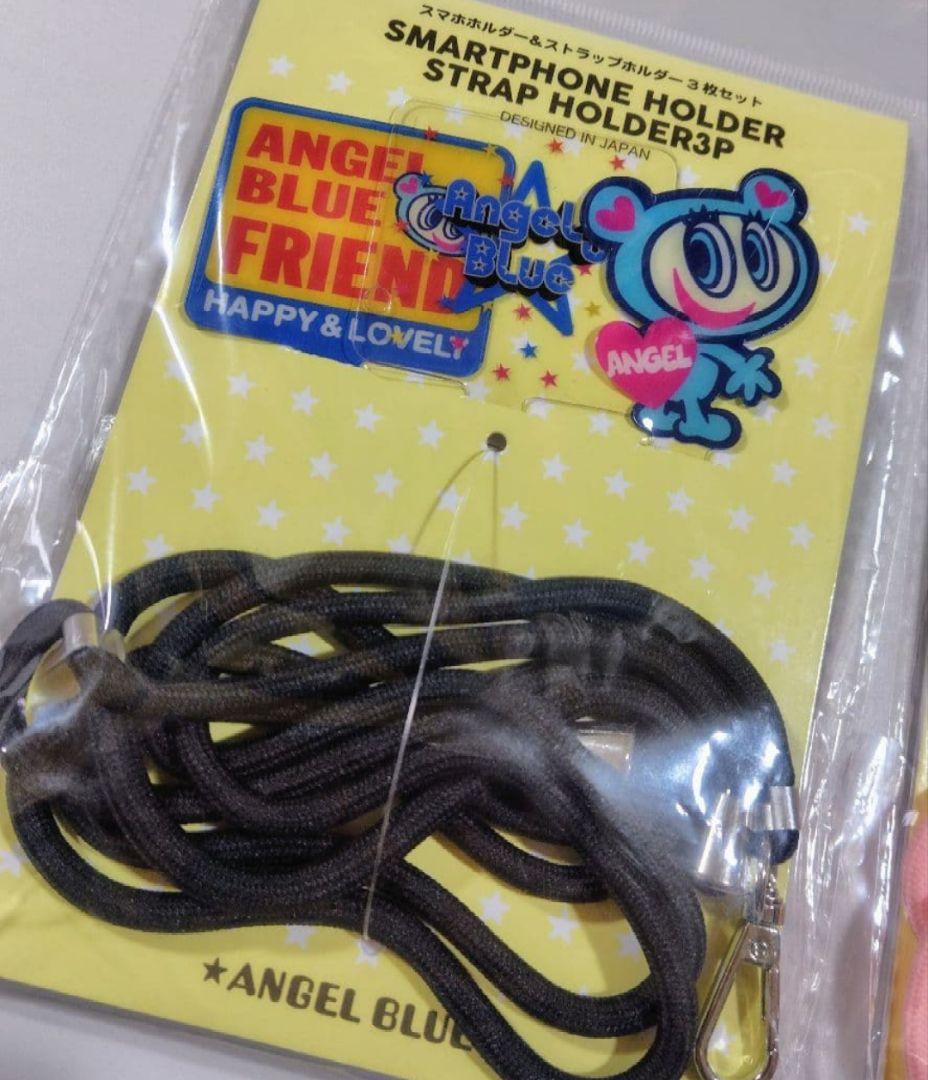 スマホホルダー&ストラップホルダー3枚セット
SMARTPHONE HOLDER
STRAP HOLDER3P
DESIGNED IN JAPAN
ANGEL
BLUE
FRIEND
HAPPY & LOVELY
Angel
Blue
ANGEL
★ANGEL BLUE